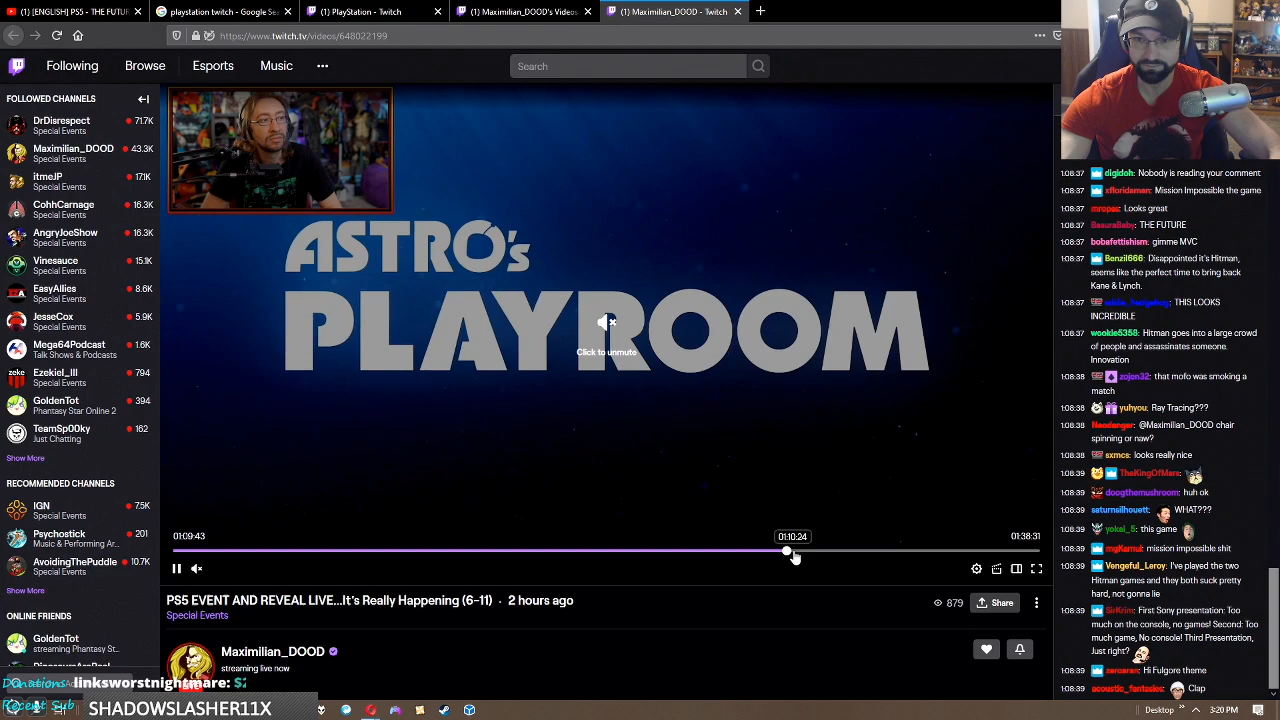 [ENGLISH] PS5 - THE FUTUR
playstation twitch - Google Sea
(1) PlayStation - Twitch
(1) Maximilian_DOOD's Videos
(1) Maximilian_DOOD - Twitch
https://www.twitch.tv/videos/648022199
Following
Browse
Esports
Music
Search
FOLLOWED CHANNELS
DrDisrespect
71.7K
Special Events
Maximilian_DOOD
43.3K
Special Events
itmeJP
17.1K
Special Events
CohhCarnage
16.3K
Special Events
AngryJoeShow
16.3K
Special Events
Vinesauce
15.1K
Special Events
EasyAllies
8.6K
Special Events
JesseCox
5.9K
Special Events
Mega64Podcast
1.6K
Talk Shows & Podcasts
Ezekiel_III
794
Special Events
GoldenTot
394
Phantasy Star Online 2
TeamSp00ky
162
Just Chatting
Show More
RECOMMENDED CHANNELS
IGN
7.5K
Special Events
Psychostick
201
Music & Performing Ar...
AvoidingThePuddle
10.7K
Special Events
Show More
ONLINE FRIENDS
GoldenTot
streaming Phantasy St...
ASTRO's
PLAYROOM
Click to unmute
01:09:43
01:10:24
01:38:31
PS5 EVENT AND REVEAL LIVE...It's Really Happening (6-11) · 2 hours ago
Special Events
879
Share
Maximilian_DOOD
streaming live now
1:08:37 digidoh: Nobody is reading your comment
1:08:37 xfloridaman: Mission Impossible the game
1:08:37 mropas: Looks great
1:08:37 BasuraBaby: THE FUTURE
1:08:37 bobafettishism: gimme MVC
1:08:37 Benzil666: Disappointed it's Hitman,
seems like the perfect time to bring back
Kane & Lynch.
1:08:37 THIS LOOKS
INCREDIBLE
1:08:37 wookie5358: Hitman goes into a large crowd
of people and assassinates someone.
Innovation
1:08:38 zojen32: that mofo was smoking a
match
1:08:38 yuhyou: Ray Tracing???
1:08:38 @Maximilian_DOOD chair
spinning or naw?
1:08:38 sxmcs: looks really nice
1:08:39 TheKingOfMars:
1:08:39 doogthemushroom: huh ok
1:08:39 saturnsilhouett: WHAT???
1:08:39 yokai_5: this game
1:08:39 mgKamui: mission impossible shit
1:08:39 Vengeful_Leroy: I've played the two
Hitman games and they both suck pretty
hard, not gonna lie
1:08:39 SirKrim: First Sony presentation: Too
much on the console, no games! Second: Too
much game, No console! Third Presentation,
Just right?
1:08:39 Hi Fulgore theme
1:08:39 acoustic_fantasies: Clap
Donations linksworstnightmare: $2
Recent Sub SHADOWSLASHER11X
Desktop
3:20 PM